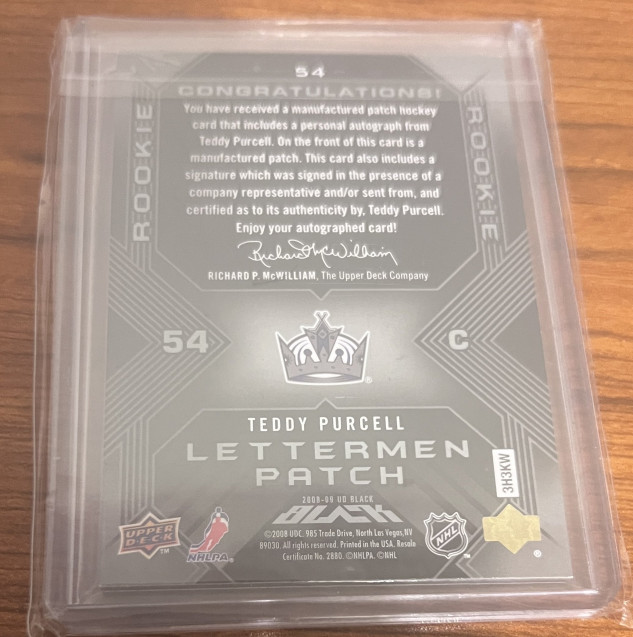 54
CONGRATULATIONS!
You have received a manufactured patch hockey
card that includes a personal autograph from
Teddy Purcell. On the front of this card is a
manufactured patch. This card also includes a
signature which was signed in the presence of a
company representative and/or sent from, and
certified as to its authenticity by, Teddy Purcell.
Enjoy your autographed card!
Richard P. McWilliam
RICHARD P. McWILLIAM, The Upper Deck Company
ROOKIE
ROOKIE
54
C
®
TEDDY PURCELL
LETTERMEN
PATCH
3H3KW
2008-09 UD BLACK
BLACK
UPPER
DECK
TM
NHLPA
©2008 UDC, 985 Trade Drive, North Las Vegas, NV
89030. All rights reserved. Printed in the USA. Resale
Certificate No. 2880. ©NHLPA. ©NHL
NHL
TM
®